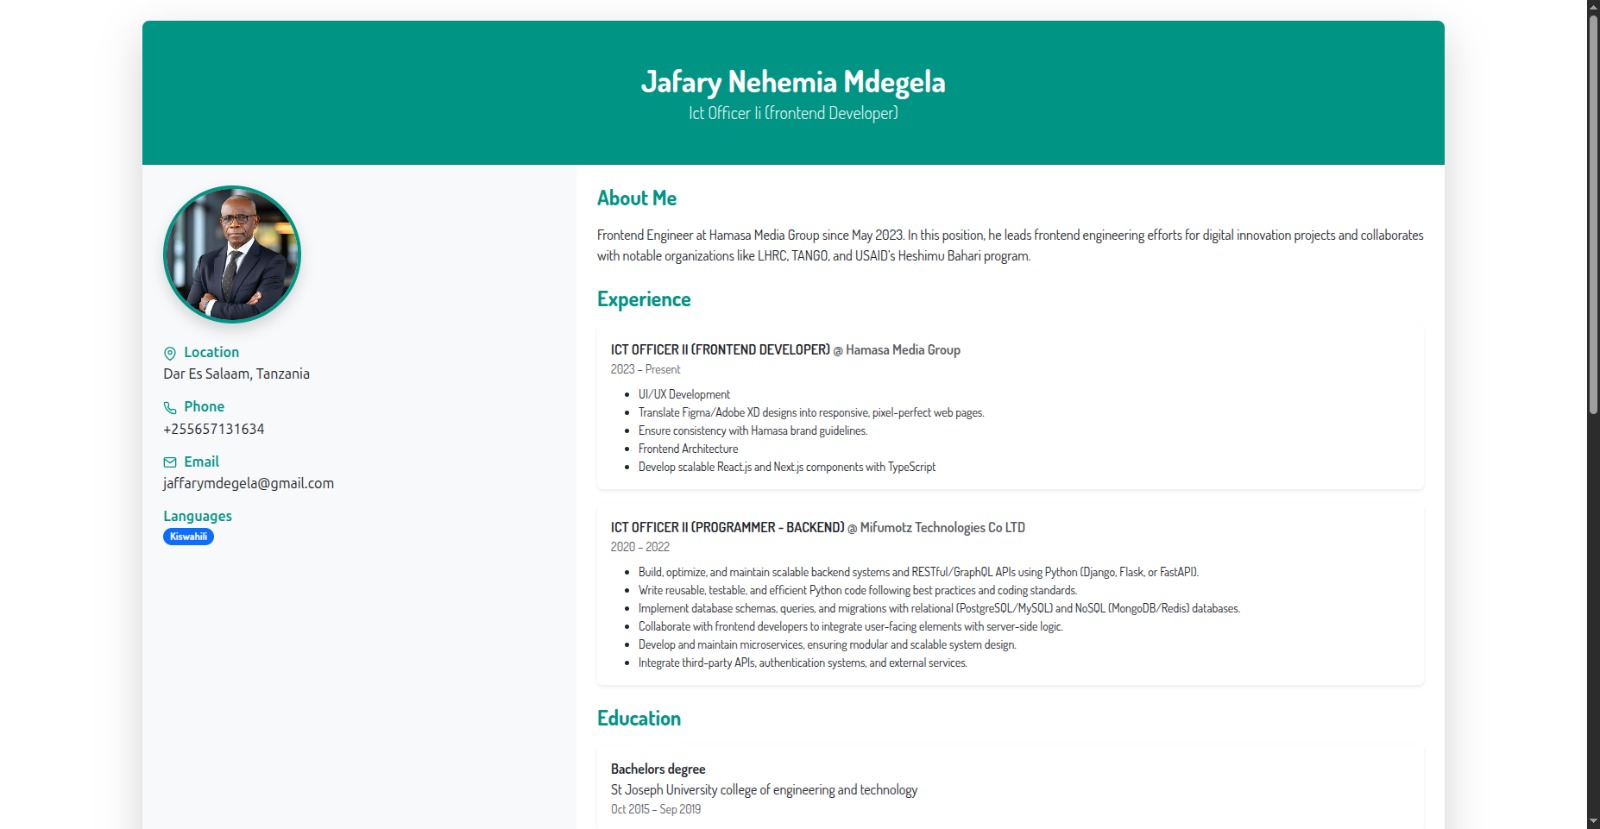 Jafary Nehemia Mdegela
Ict Officer Ii (frontend Developer)
Location
Dar Es Salaam, Tanzania
Phone
+255657131634
Email
jaffarymdegela@gmail.com
Languages
Kiswahili
About Me
Frontend Engineer at Hamasa Media Group since May 2023. In this position, he leads frontend engineering efforts for digital innovation projects and collaborates
with notable organizations like LHRC, TANGO, and USAID's Heshimu Bahari program.
Experience
ICT OFFICER II (FRONTEND DEVELOPER) @ Hamasa Media Group
2023 – Present
• UI/UX Development
• Translate Figma/Adobe XD designs into responsive, pixel-perfect web pages.
• Ensure consistency with Hamasa brand guidelines.
• Frontend Architecture
• Develop scalable React.js and Next.js components with TypeScript
ICT OFFICER II (PROGRAMMER - BACKEND) @ Mifumotz Technologies Co LTD
2020 – 2022
• Build, optimize, and maintain scalable backend systems and RESTful/GraphQL APIs using Python (Django, Flask, or FastAPI).
• Write reusable, testable, and efficient Python code following best practices and coding standards.
• Implement database schemas, queries, and migrations with relational (PostgreSQL/MySQL) and NoSQL (MongoDB/Redis) databases.
• Collaborate with frontend developers to integrate user-facing elements with server-side logic.
• Develop and maintain microservices, ensuring modular and scalable system design.
• Integrate third-party APIs, authentication systems, and external services.
Education
Bachelors degree
St Joseph University college of engineering and technology
Oct 2015 – Sep 2019